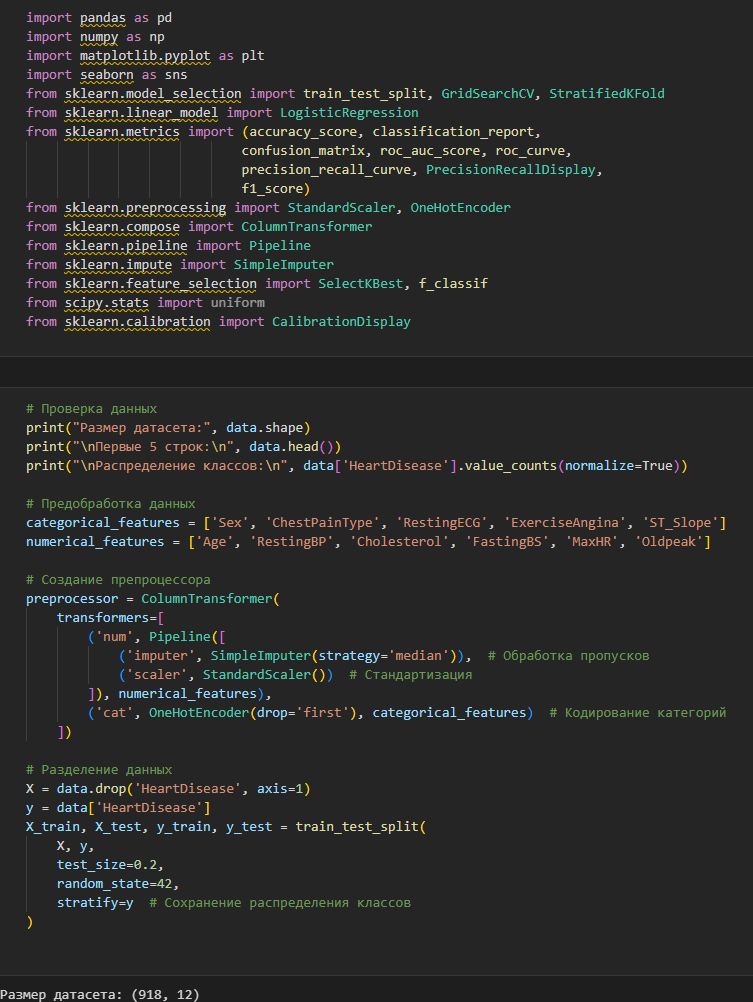 import pandas as pd
import numpy as np
import matplotlib.pyplot as plt
import seaborn as sns
from sklearn.model_selection import train_test_split, GridSearchCV, StratifiedKFold
from sklearn.linear_model import LogisticRegression
from sklearn.metrics import (accuracy_score, classification_report,
                            confusion_matrix, roc_auc_score, roc_curve,
                            precision_recall_curve, PrecisionRecallDisplay,
                            f1_score)
from sklearn.preprocessing import StandardScaler, OneHotEncoder
from sklearn.compose import ColumnTransformer
from sklearn.pipeline import Pipeline
from sklearn.impute import SimpleImputer
from sklearn.feature_selection import SelectKBest, f_classif
from scipy.stats import uniform
from sklearn.calibration import CalibrationDisplay
# Проверка данных
print("Размер датасета:", data.shape)
print("\nПервые 5 строк:\n", data.head())
print("\nРаспределение классов:\n", data['HeartDisease'].value_counts(normalize=True))
# Предобработка данных
categorical_features = ['Sex', 'ChestPainType', 'RestingECG', 'ExerciseAngina', 'ST_Slope']
numerical_features = ['Age', 'RestingBP', 'Cholesterol', 'FastingBS', 'MaxHR', 'Oldpeak']
# Создание препроцессора
preprocessor = ColumnTransformer(
    transformers=[
        ('num', Pipeline([
            ('imputer', SimpleImputer(strategy='median')),  # Обработка пропусков
            ('scaler', StandardScaler())  # Стандартизация
        ]), numerical_features),
        ('cat', OneHotEncoder(drop='first'), categorical_features)  # Кодирование категорий
    ])
# Разделение данных
X = data.drop('HeartDisease', axis=1)
y = data['HeartDisease']
X_train, X_test, y_train, y_test = train_test_split(
    X, y,
    test_size=0.2,
    random_state=42,
    stratify=y  # Сохранение распределения классов
)
Размер датасета: (918, 12)